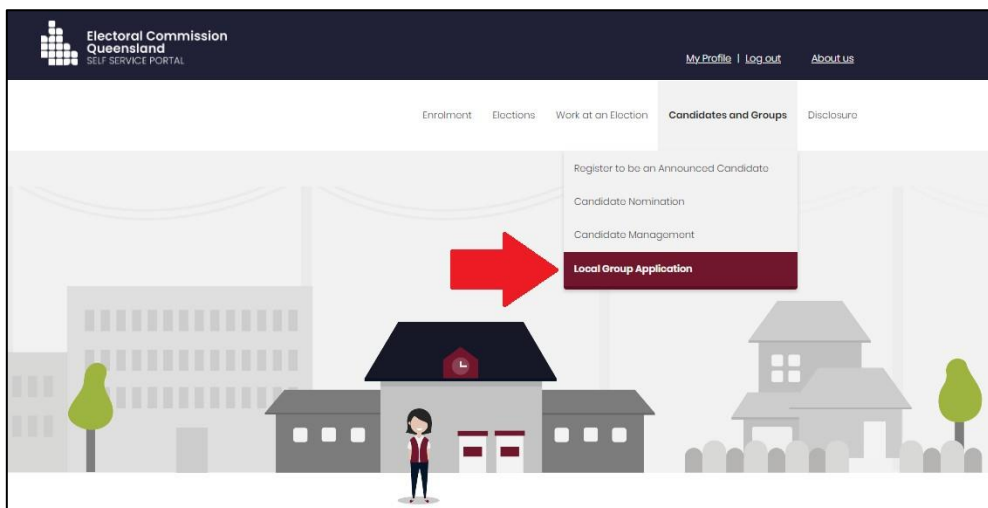 Electoral Commission
Queensland
SELF SERVICE PORTAL
My Profile | Log out About us
Enrolment Elections Work at an Election Candidates and Groups Disclosure
Register to be an Announced Candidate
Candidate Nomination
Candidate Management
Local Group Application